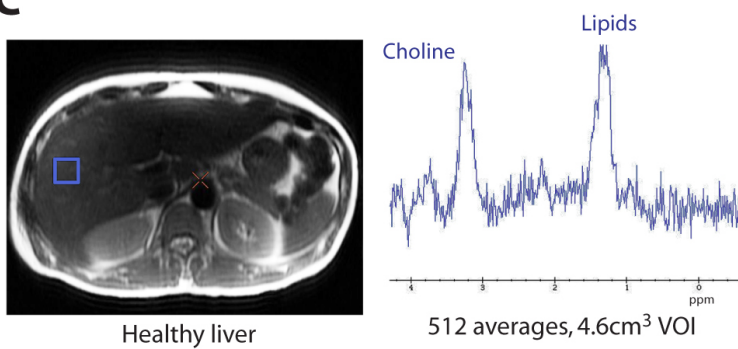 C
Lipids
Choline
4 3 2 1 0
ppm
Healthy liver
512 averages, 4.6cm³ VOI